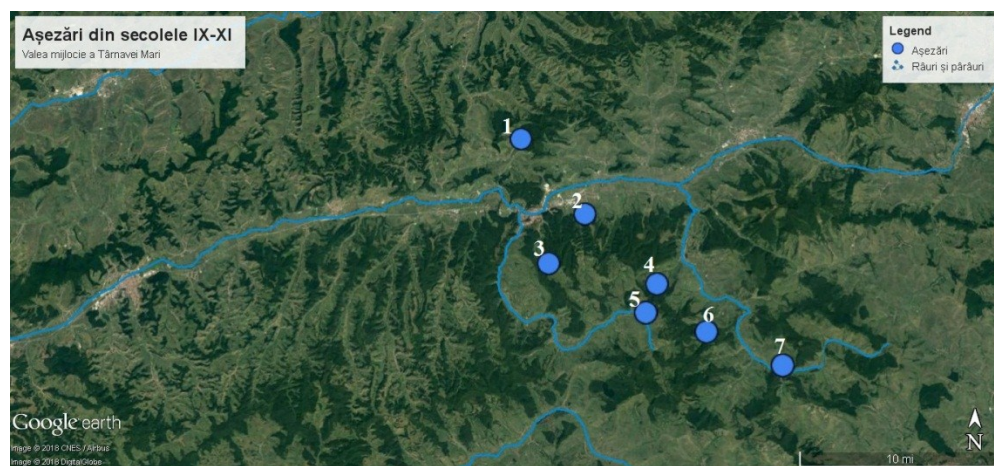 Așezări din secolele IX-XI
Valea mijlocie a Târnavei Mari
Legend
Așezări
Râuri și pârâuri
1
2
3
4
5
6
7
Google earth
Image © 2018 CNES / Airbus
Image © 2018 DigitalGlobe
N
10 mi